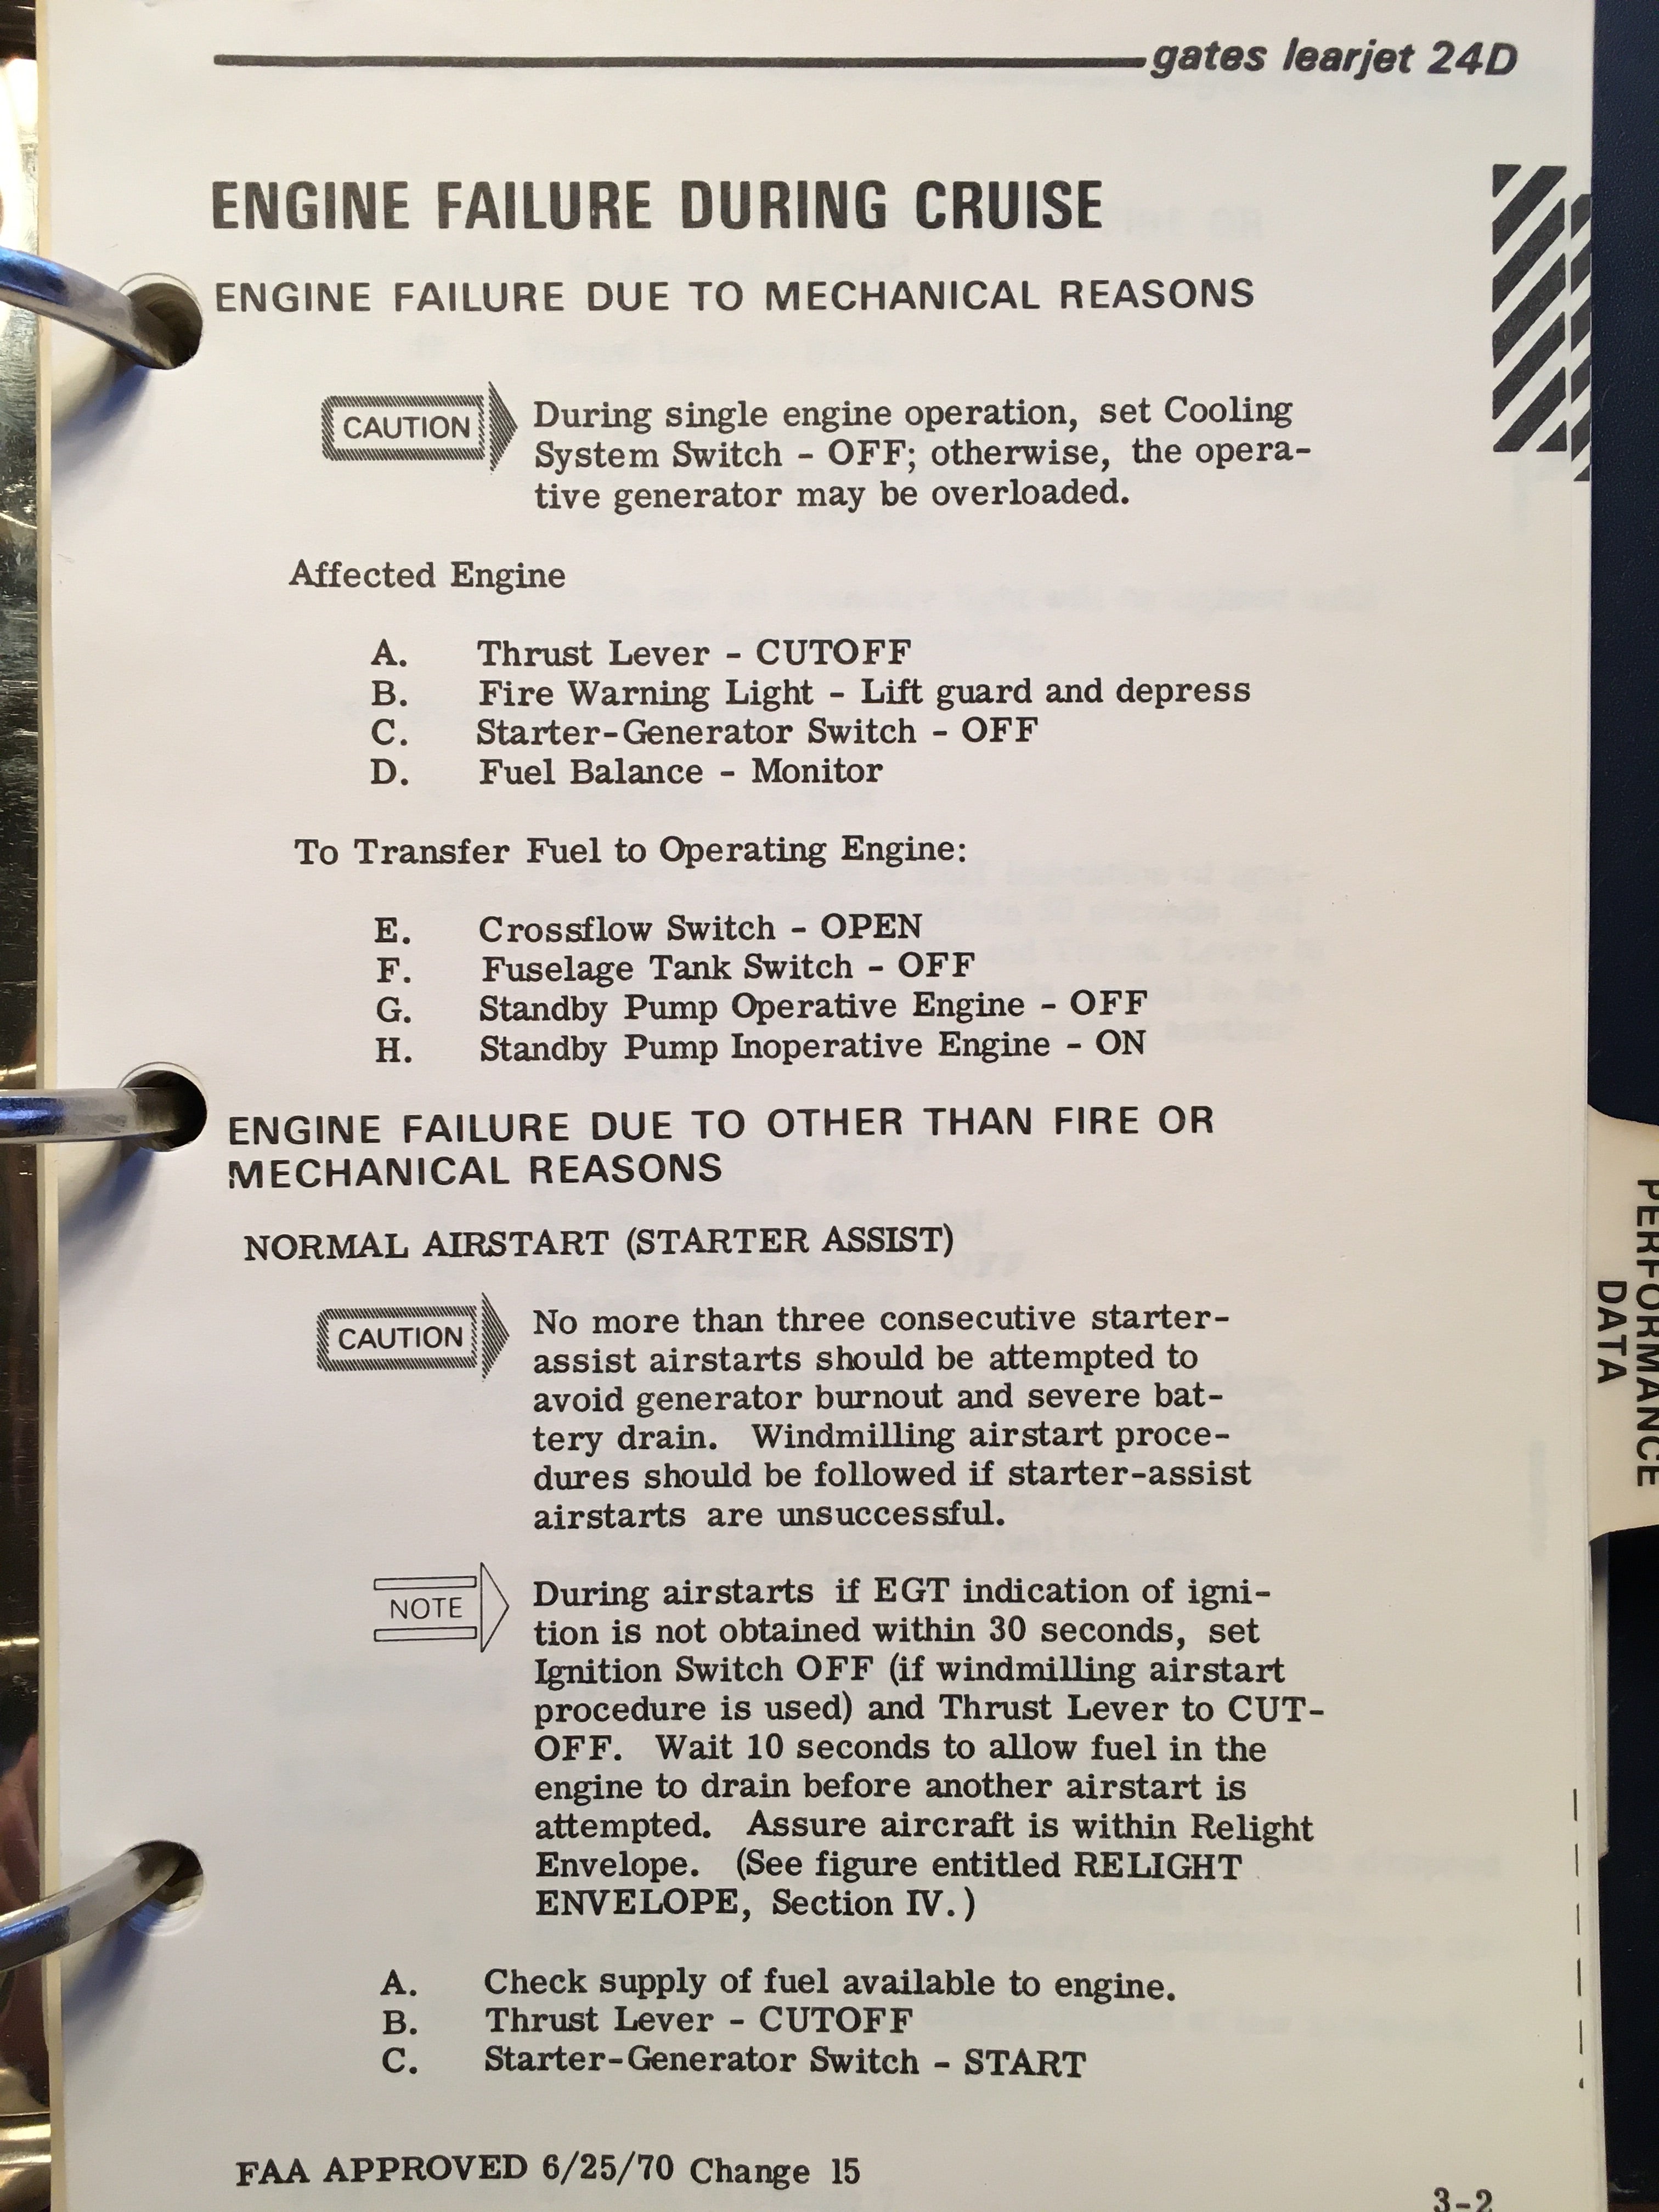 gates learjet 24D
ENGINE FAILURE DURING CRUISE
ENGINE FAILURE DUE TO MECHANICAL REASONS
CAUTION
During single engine operation, set Cooling
System Switch - OFF; otherwise, the opera-
tive generator may be overloaded.
Affected Engine
A. Thrust Lever - CUTOFF
B. Fire Warning Light - Lift guard and depress
C. Starter-Generator Switch - OFF
D. Fuel Balance - Monitor
To Transfer Fuel to Operating Engine:
E. Crossflow Switch - OPEN
F. Fuselage Tank Switch - OFF
G. Standby Pump Operative Engine - OFF
H. Standby Pump Inoperative Engine - ON
ENGINE FAILURE DUE TO OTHER THAN FIRE OR
MECHANICAL REASONS
NORMAL AIRSTART (STARTER ASSIST)
CAUTION
No more than three consecutive starter-
assist airstarts should be attempted to
avoid generator burnout and severe bat-
tery drain. Windmilling airstart proce-
dures should be followed if starter-assist
airstarts are unsuccessful.
NOTE
During airstarts if EGT indication of igni-
tion is not obtained within 30 seconds, set
Ignition Switch OFF (if windmilling airstart
procedure is used) and Thrust Lever to CUT-
OFF. Wait 10 seconds to allow fuel in the
engine to drain before another airstart is
attempted. Assure aircraft is within Relight
Envelope. (See figure entitled RELIGHT
ENVELOPE, Section IV.)
A. Check supply of fuel available to engine.
B. Thrust Lever - CUTOFF
C. Starter-Generator Switch - START
FAA APPROVED 6/25/70 Change 15
3-2
PERFORMANCE
DATA